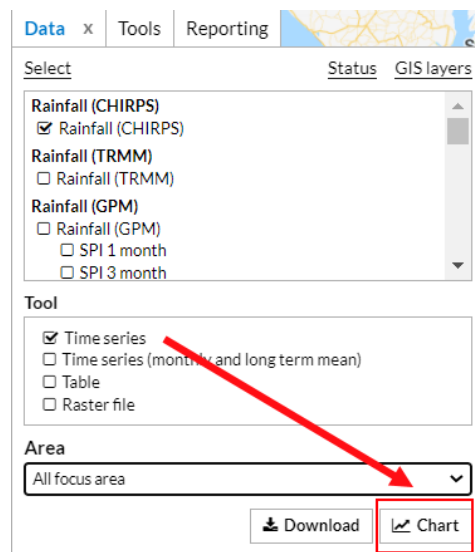 Data x Tools Reporting
Select Status GIS layers
Rainfall (CHIRPS)
Rainfall (CHIRPS)
Rainfall (TRMM)
Rainfall (TRMM)
Rainfall (GPM)
Rainfall (GPM)
SPI 1 month
SPI 3 month
Tool
Time series
Time series (monthly and long term mean)
Table
Raster file
Area
All focus area
Download Chart